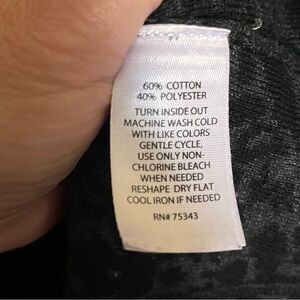 60% COTTON
40% POLYESTER
TURN INSIDE OUT
MACHINE WASH COLD
WITH LIKE COLORS
GENTLE CYCLE,
USE ONLY NON-
CHLORINE BLEACH
WHEN NEEDED
RESHAPE DRY FLAT
COOL IRON IF NEEDED
RN# 75343